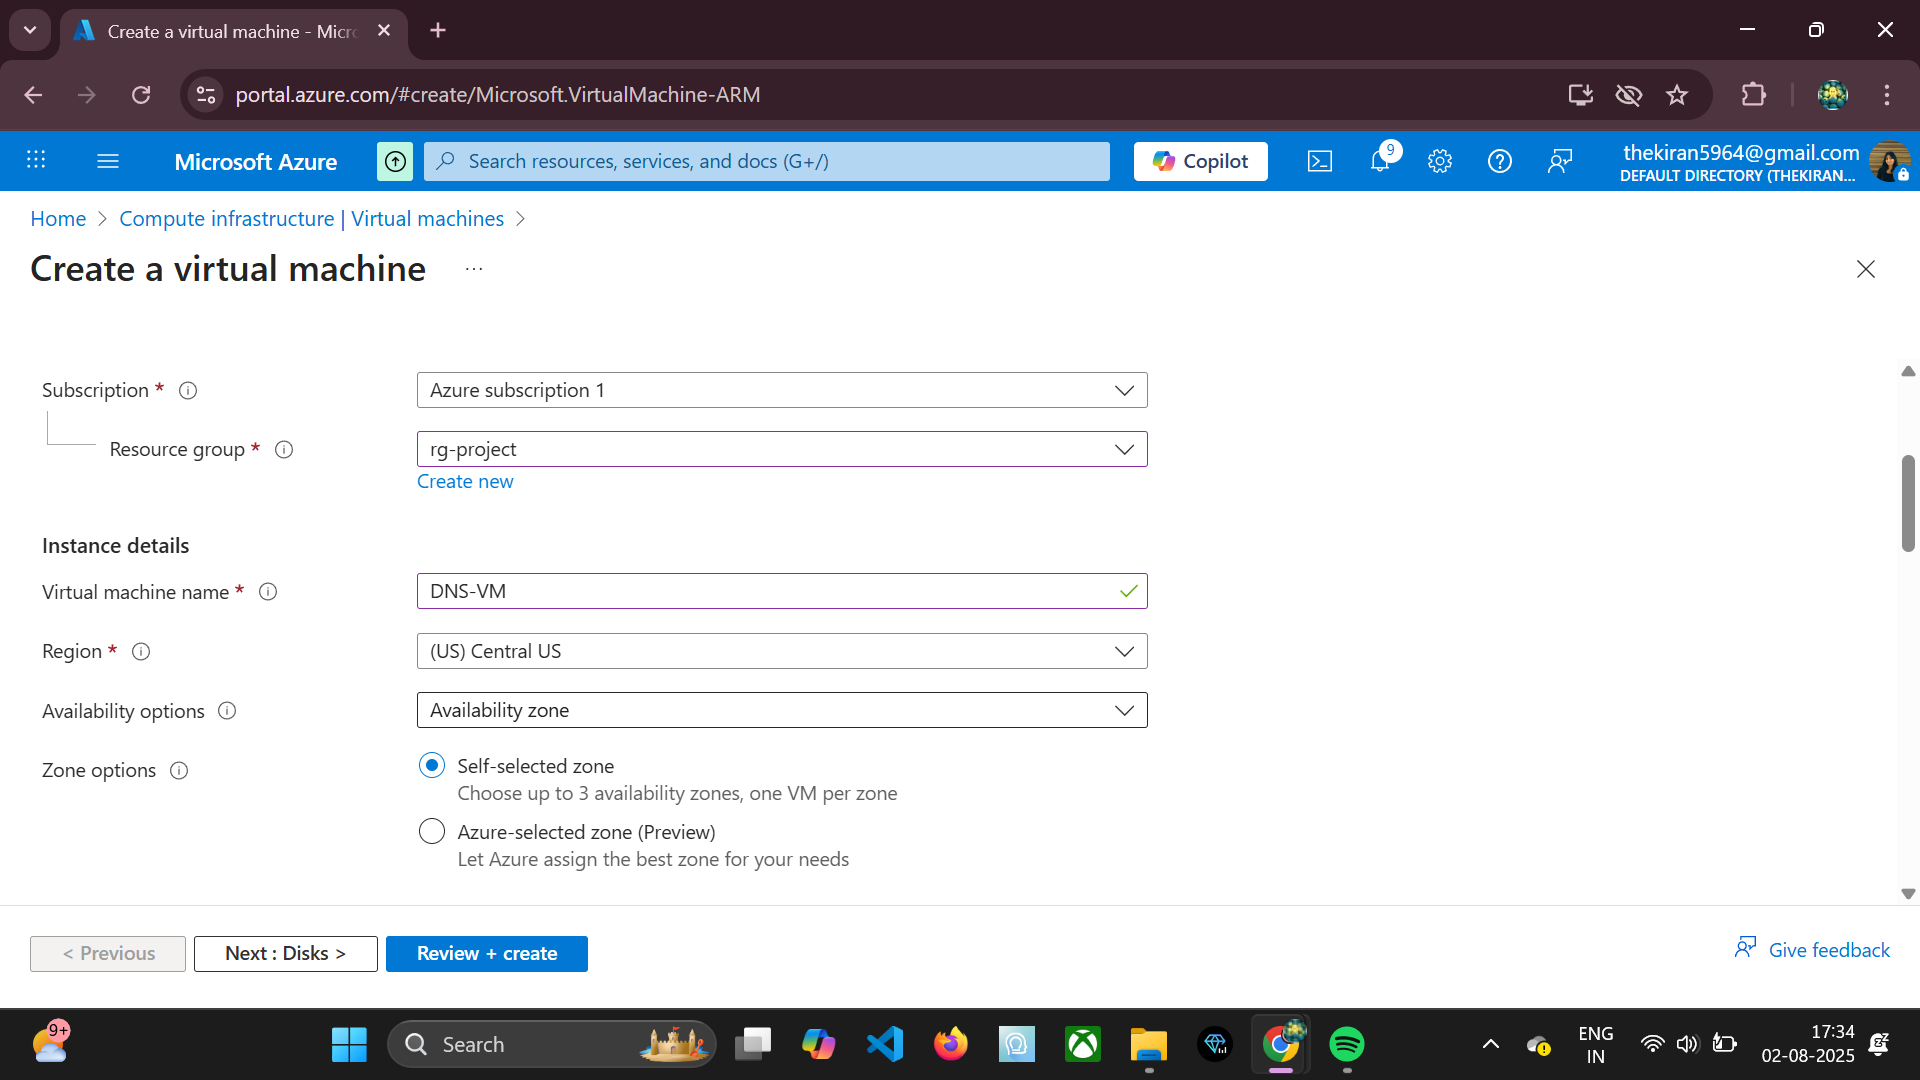 Create a virtual machine - Micro
portal.azure.com/#create/Microsoft.VirtualMachine-ARM
Microsoft Azure
Search resources, services, and docs (G+/)
Copilot
9
thekiran5964@gmail.com
DEFAULT DIRECTORY (THEKIRAN...
Home > Compute infrastructure | Virtual machines >
Create a virtual machine ...
Subscription *
Azure subscription 1
Resource group *
rg-project
Create new
Instance details
Virtual machine name *
DNS-VM
Region *
(US) Central US
Availability options
Availability zone
Zone options
Self-selected zone
Choose up to 3 availability zones, one VM per zone
Azure-selected zone (Preview)
Let Azure assign the best zone for your needs
< Previous
Next : Disks >
Review + create
Give feedback
9+
Search
ENG
IN
17:34
02-08-2025